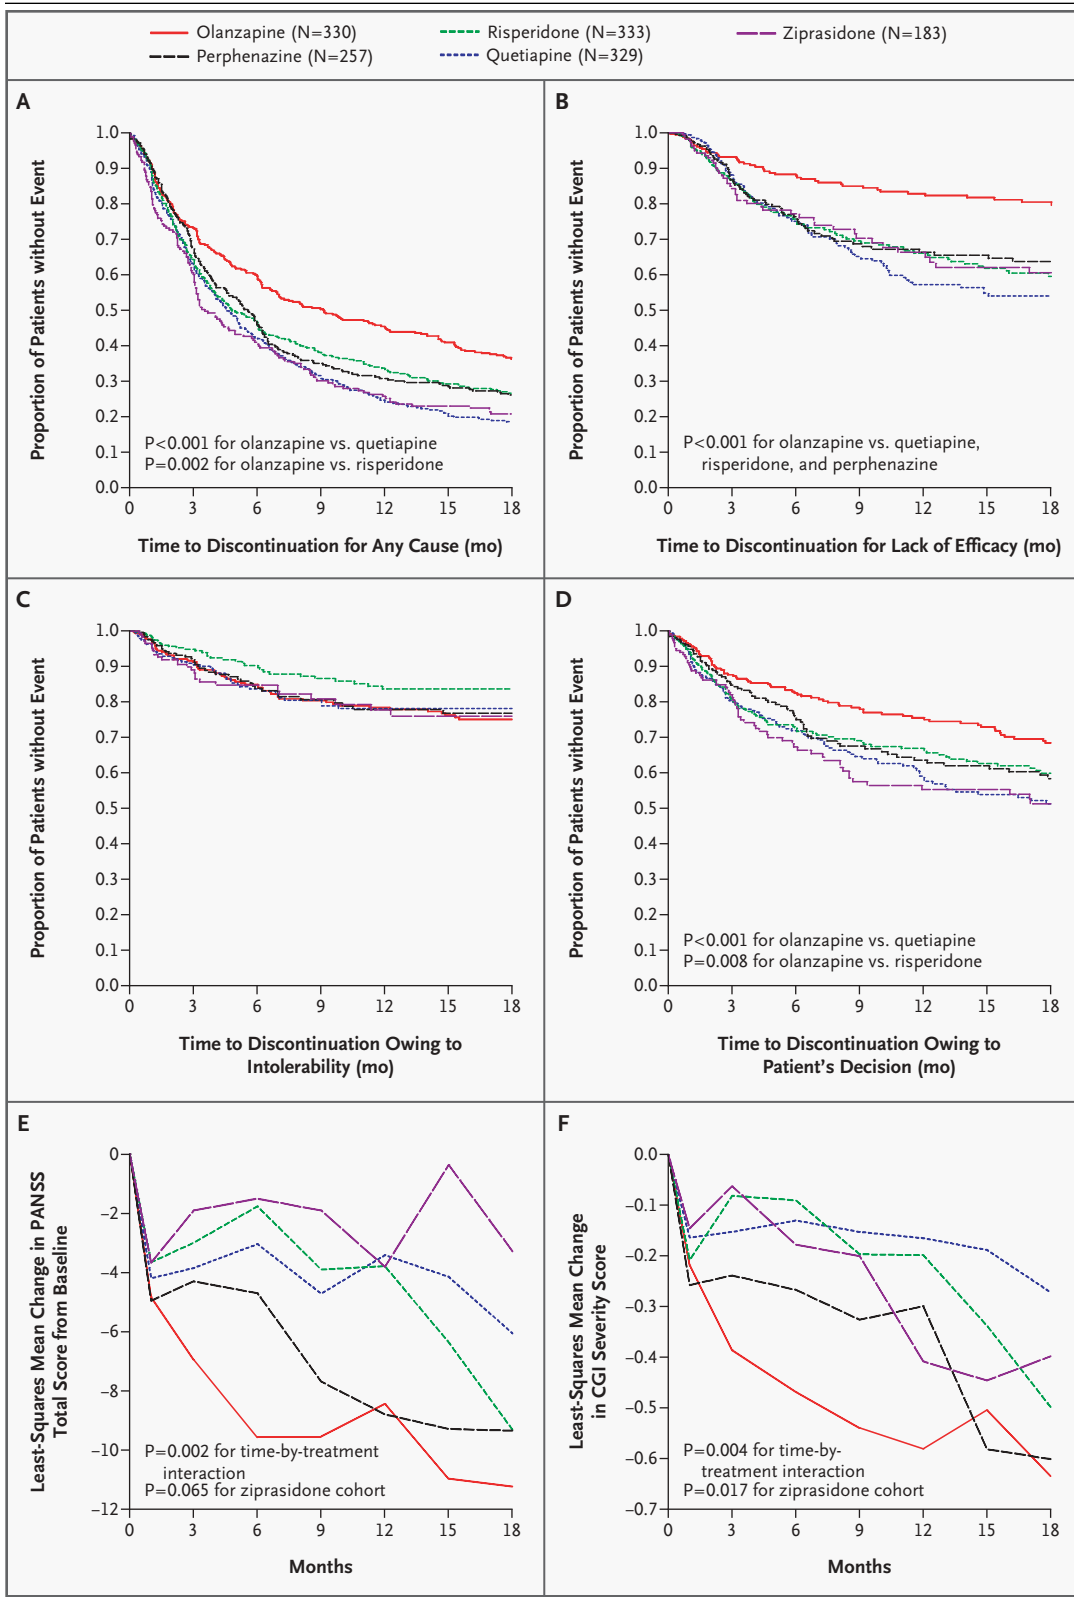 Olanzapine (N=330)
Risperidone (N=333)
Ziprasidone (N=183)
Perphenazine (N=257)
Quetiapine (N=329)
A
Proportion of Patients without Event
1.0
0.9
0.8
0.7
0.6
0.5
0.4
0.3
0.2
0.1
0.0
P<0.001 for olanzapine vs. quetiapine
P=0.002 for olanzapine vs. risperidone
0 3 6 9 12 15 18
Time to Discontinuation for Any Cause (mo)
B
Proportion of Patients without Event
1.0
0.9
0.8
0.7
0.6
0.5
0.4
0.3
0.2
0.1
0.0
P<0.001 for olanzapine vs. quetiapine,
risperidone, and perphenazine
0 3 6 9 12 15 18
Time to Discontinuation for Lack of Efficacy (mo)
C
Proportion of Patients without Event
1.0
0.9
0.8
0.7
0.6
0.5
0.4
0.3
0.2
0.1
0.0
0 3 6 9 12 15 18
Time to Discontinuation Owing to
Intolerability (mo)
D
Proportion of Patients without Event
1.0
0.9
0.8
0.7
0.6
0.5
0.4
0.3
0.2
0.1
0.0
P<0.001 for olanzapine vs. quetiapine
P=0.008 for olanzapine vs. risperidone
0 3 6 9 12 15 18
Time to Discontinuation Owing to
Patient's Decision (mo)
E
Least-Squares Mean Change in PANSS
Total Score from Baseline
0
−2
−4
−6
−8
−10
−12
P=0.002 for time-by-treatment
interaction
P=0.065 for ziprasidone cohort
0 3 6 9 12 15 18
Months
F
Least-Squares Mean Change
in CGI Severity Score
0.0
−0.1
−0.2
−0.3
−0.4
−0.5
−0.6
−0.7
P=0.004 for time-by-
treatment interaction
P=0.017 for ziprasidone cohort
0 3 6 9 12 15 18
Months